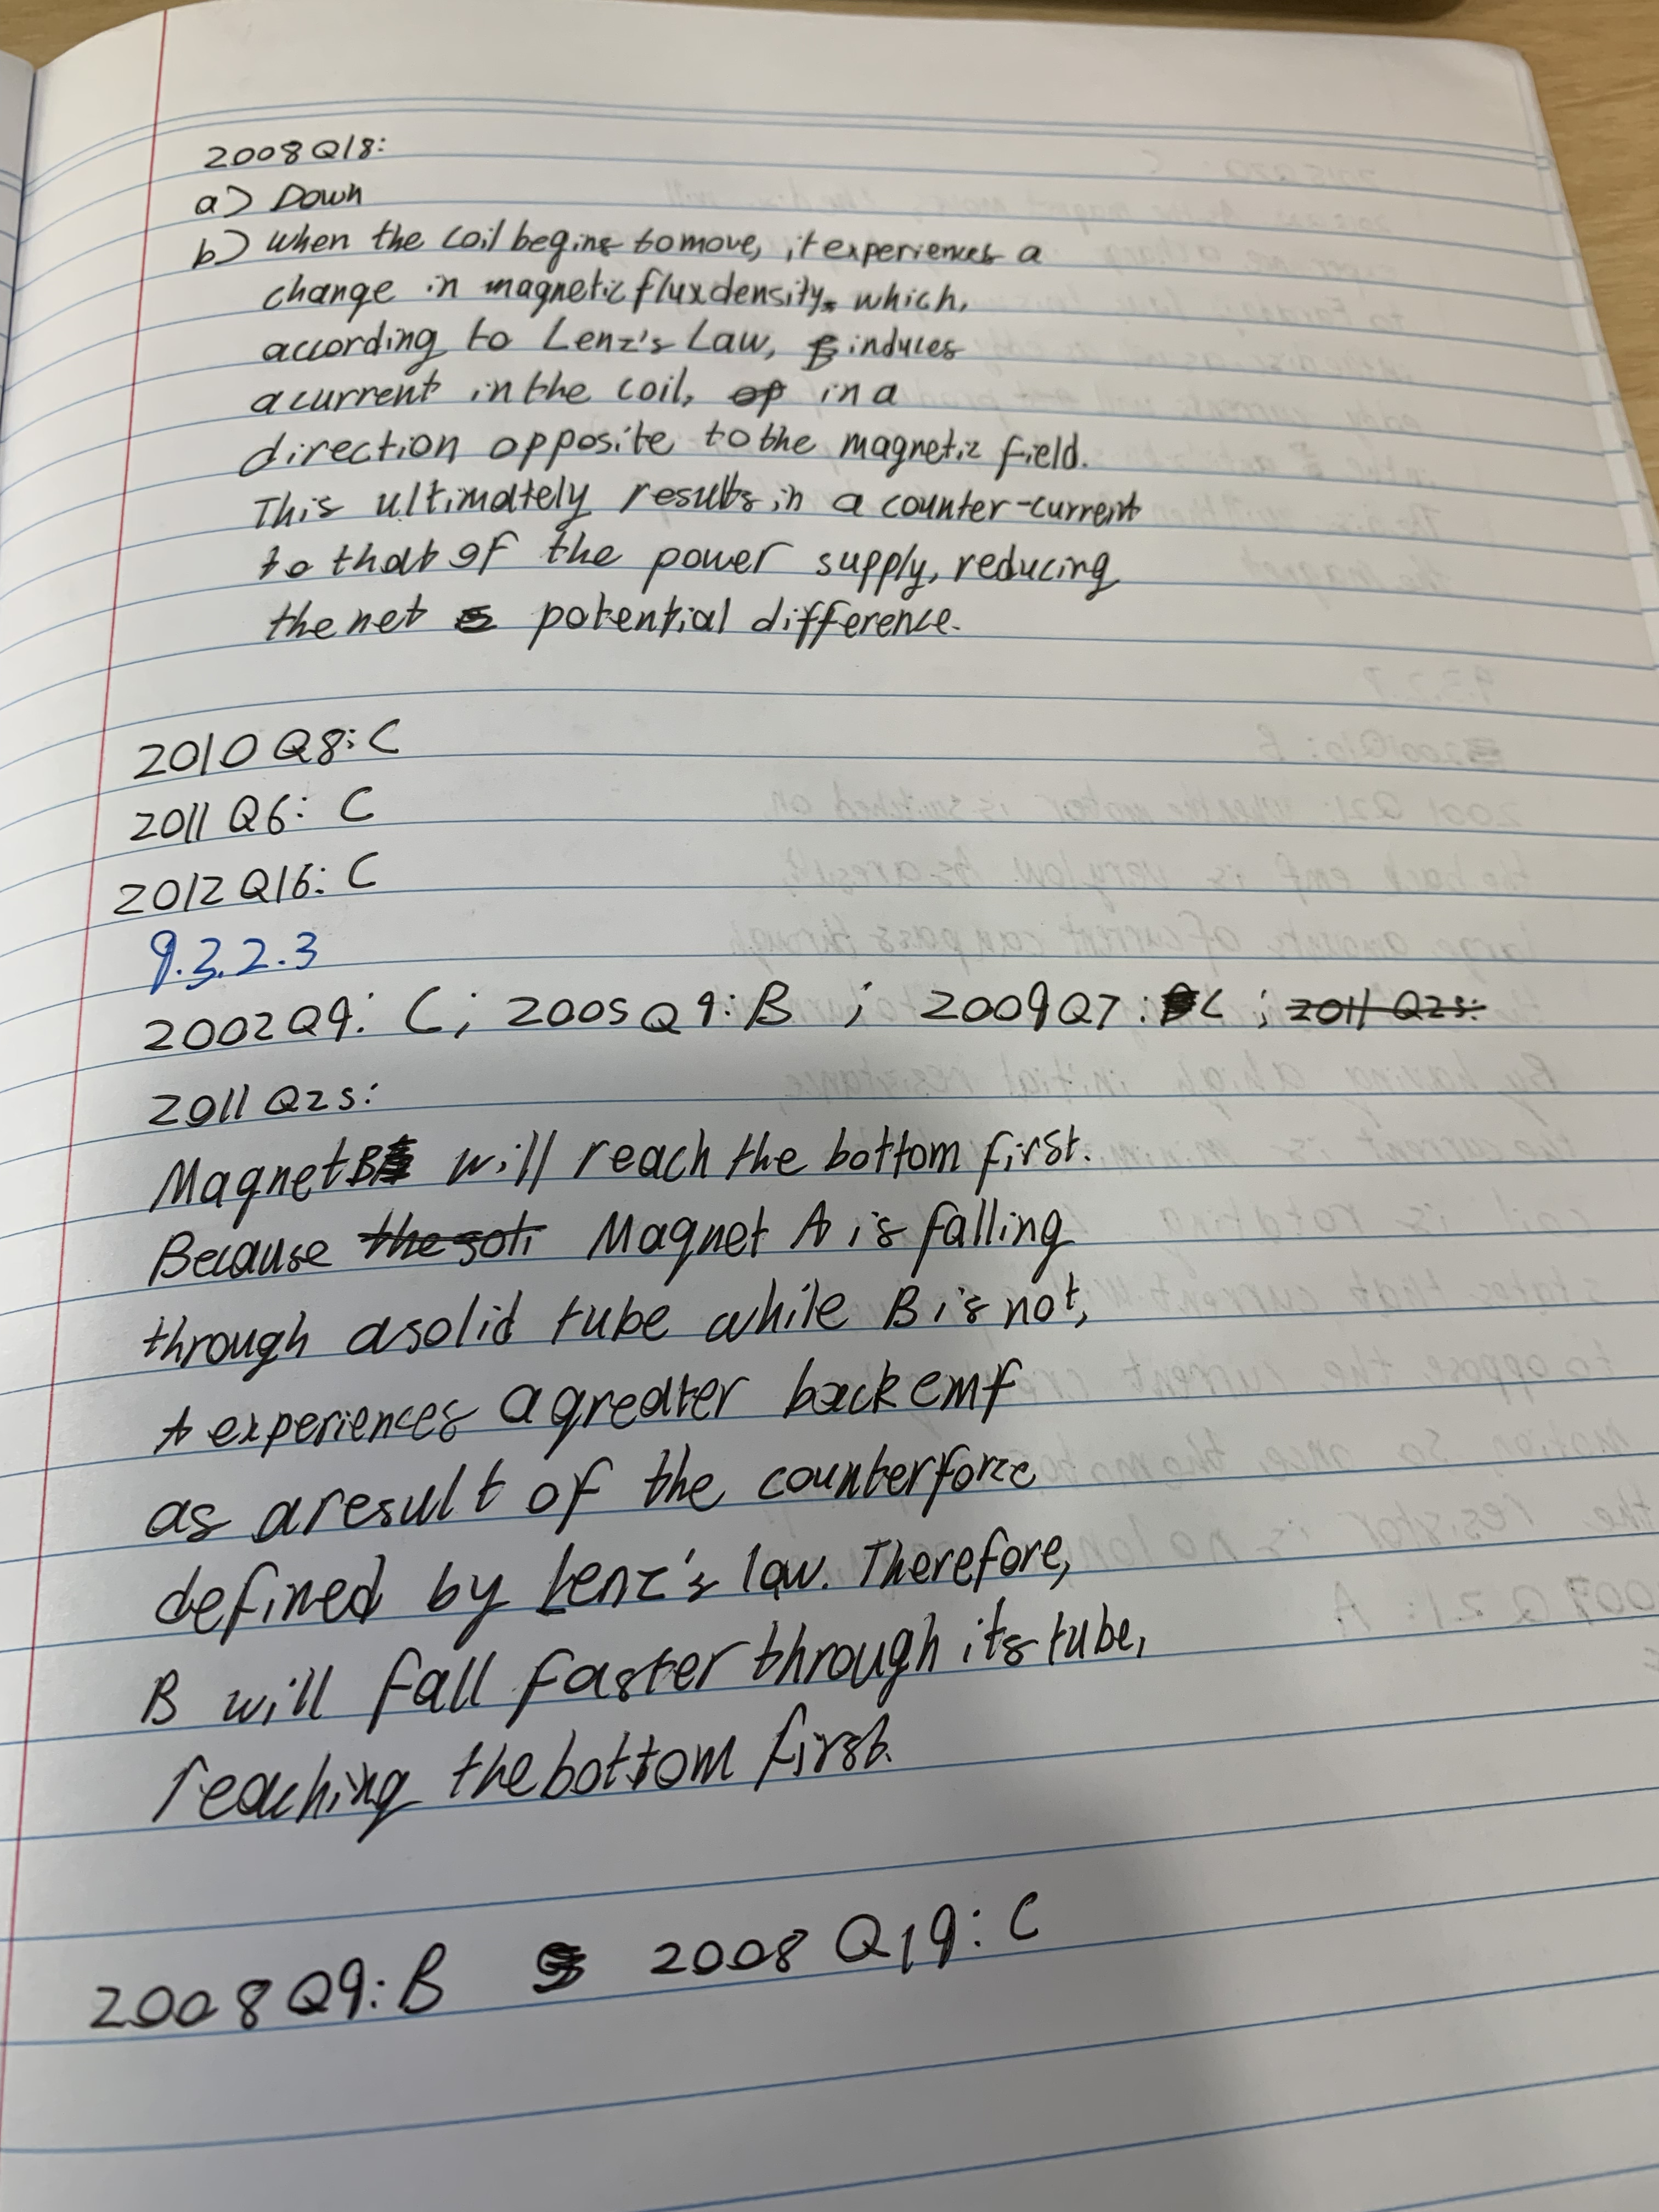 2008 Q18:
a) Down
b) When the coil begins to move, it experiences a
change in magnetic flux density, which,
according to Lenz's Law, induces
a current in the coil, in a
direction opposite to the magnetic field.
This ultimately results in a counter-current
to that of the power supply, reducing
the net potential difference.
2010 Q8: C
2011 Q6: C
2012 Q16: C
9.3.2.3
2002 Q9: C; 2005 Q9: B ; 2009 Q7: C ; 2011 Q25:
2011 Q25:
Magnet B will reach the bottom first.
Because Magnet A is falling
through a solid tube while B is not,
A experiences a greater back emf
as a result of the counterforce
defined by Lenz's law. Therefore,
B will fall faster through its tube,
reaching the bottom first.
2008 Q9: B 2008 Q19: C